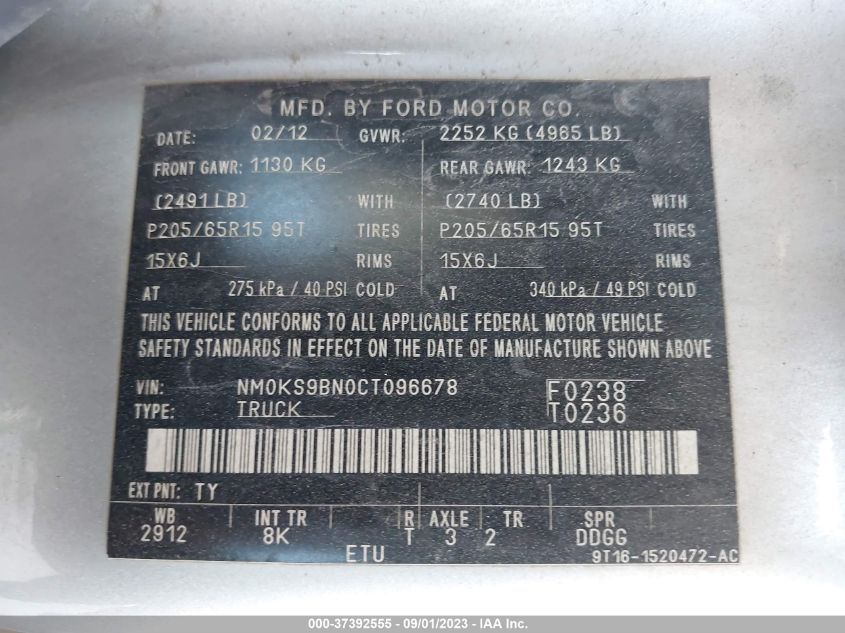 MFD. BY FORD MOTOR CO.
DATE: 02/12 GVWR: 2252 KG (4965 LB)
FRONT GAWR: 1130 KG REAR GAWR: 1243 KG
(2491 LB) WITH (2740 LB) WITH
P205/65R15 95T TIRES P205/65R15 95T TIRES
15X6J RIMS 15X6J RIMS
AT 275 kPa / 40 PSI COLD AT 340 kPa / 49 PSI COLD
THIS VEHICLE CONFORMS TO ALL APPLICABLE FEDERAL MOTOR VEHICLE
SAFETY STANDARDS IN EFFECT ON THE DATE OF MANUFACTURE SHOWN ABOVE
VIN: NM0KS9BN0CT096678 F0238
TYPE: TRUCK T0236
EXT PNT: TY
WB INT TR R AXLE TR SPR
2912 8K T 3 2 DDGG
ETU 9T16-1520472-AC
000-37392555 - 09/01/2023 - IAA Inc.